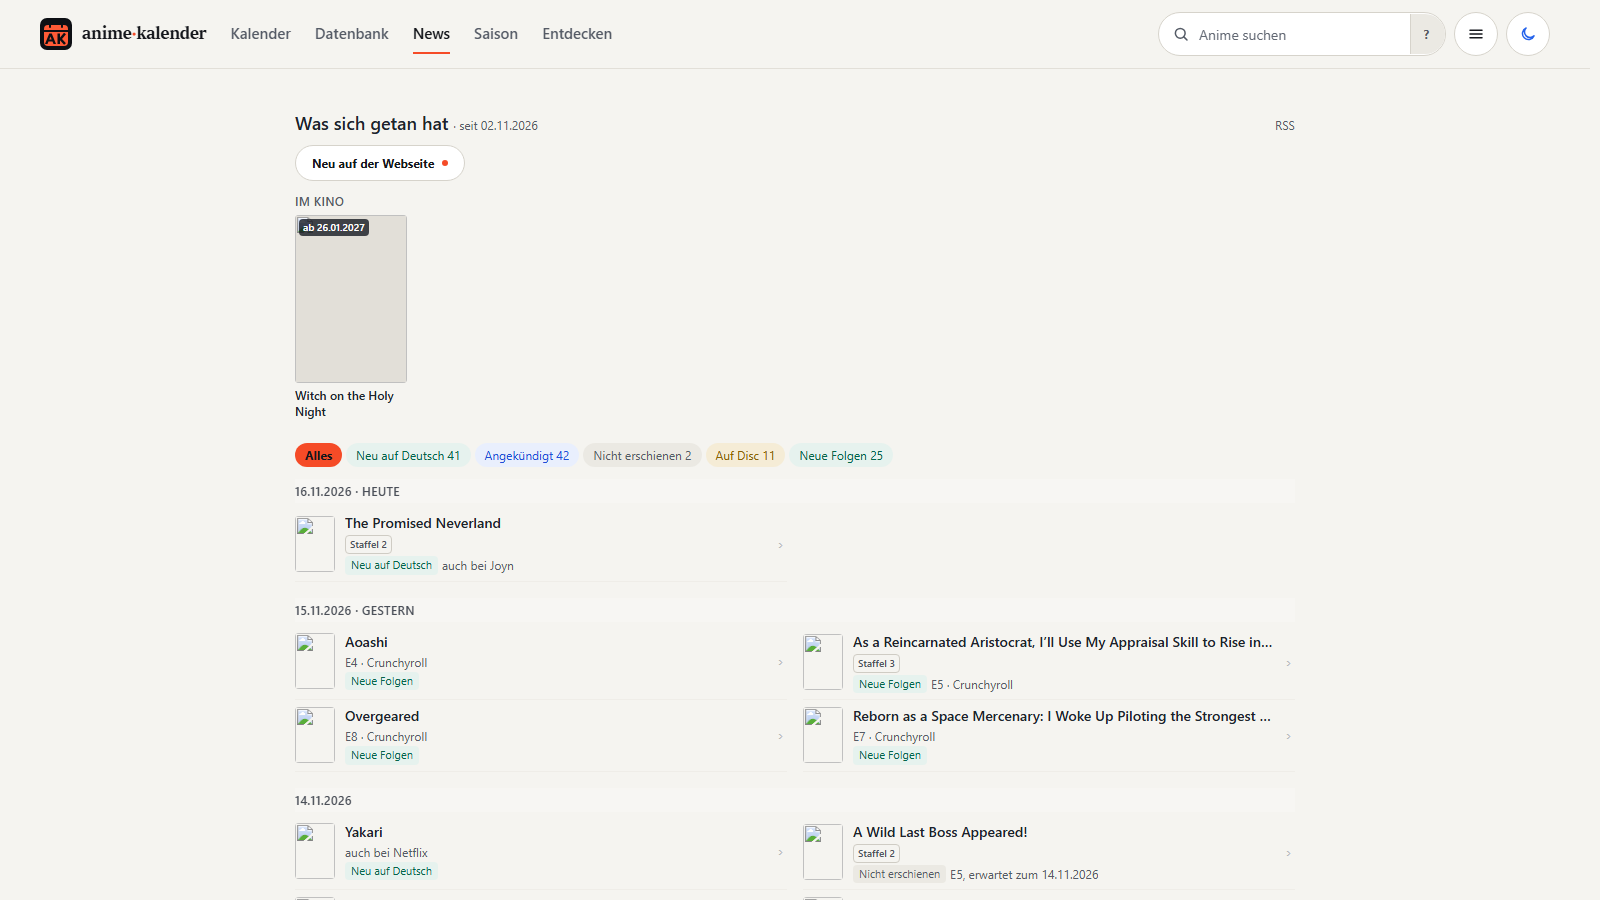 AK anime·kalender Kalender Datenbank News Saison Entdecken Anime suchen ?
Was sich getan hat · seit 02.11.2026 RSS
Neu auf der Webseite
IM KINO
ab 26.01.2027
Witch on the Holy
Night
Alles Neu auf Deutsch 41 Angekündigt 42 Nicht erschienen 2 Auf Disc 11 Neue Folgen 25
16.11.2026 · HEUTE
The Promised Neverland
Staffel 2
Neu auf Deutsch auch bei Joyn
15.11.2026 · GESTERN
Aoashi
E4 · Crunchyroll
Neue Folgen
As a Reincarnated Aristocrat, I’ll Use My Appraisal Skill to Rise in...
Staffel 3
Neue Folgen E5 · Crunchyroll
Overgeared
E8 · Crunchyroll
Neue Folgen
Reborn as a Space Mercenary: I Woke Up Piloting the Strongest ...
E7 · Crunchyroll
Neue Folgen
14.11.2026
Yakari
auch bei Netflix
Neu auf Deutsch
A Wild Last Boss Appeared!
Staffel 2
Nicht erschienen E5, erwartet zum 14.11.2026